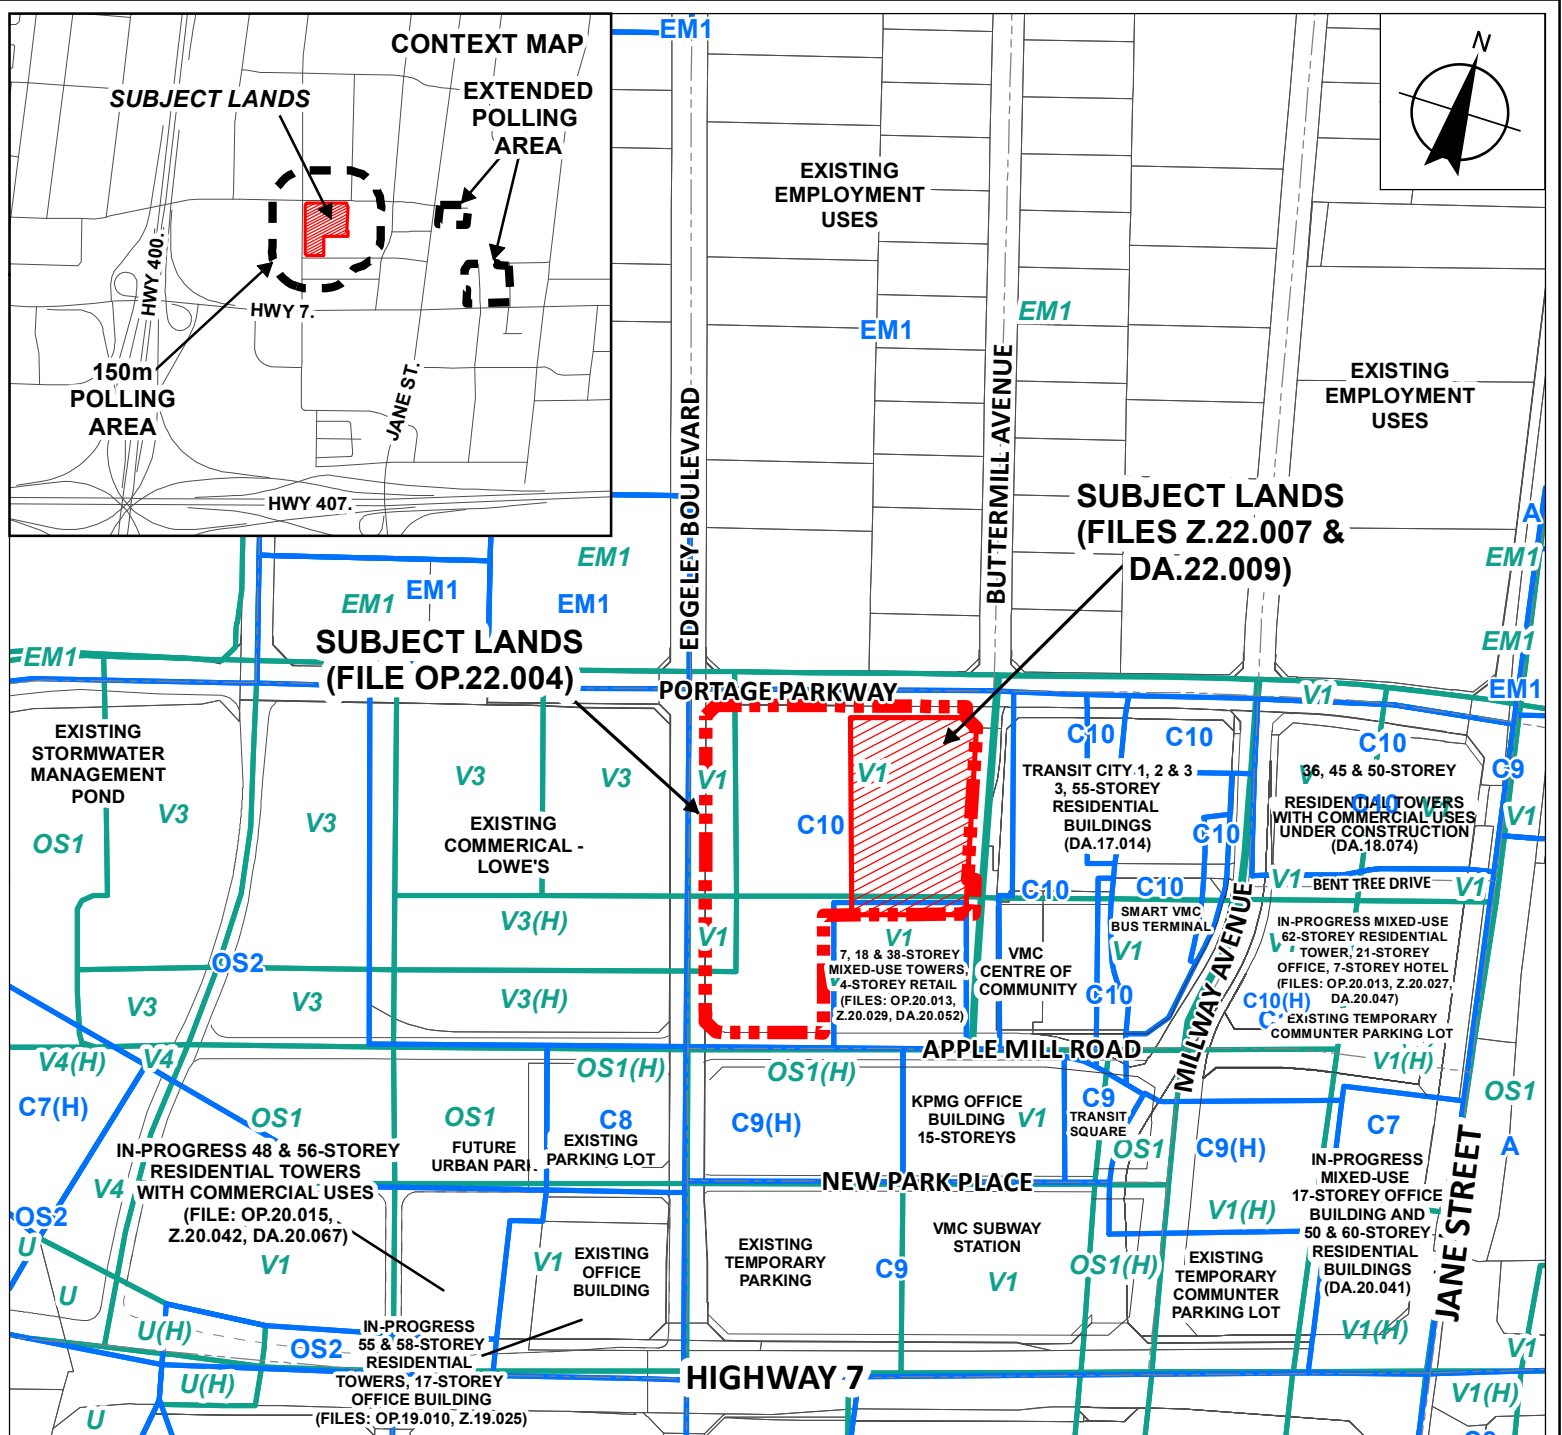 CONTEXT MAP
SUBJECT LANDS
EXTENDED
POLLING
AREA
HWY 400.
HWY 7.
150m
POLLING
AREA
JANE ST.
HWY 407.
N
EM1
EXISTING
EMPLOYMENT
USES
EM1
EM1
EXISTING
EMPLOYMENT
USES
EDGELEY BOULEVARD
BUTTERMILL AVENUE
SUBJECT LANDS
(FILES Z.22.007 &
DA.22.009)
A
EM1
EM1
EM1
EM1
EM1
EM1
SUBJECT LANDS
(FILE OP.22.004)
EM1
EM1
PORTAGE PARKWAY
V1
EXISTING
STORMWATER
MANAGEMENT
POND
V3
OS1
V3
V3
V3
EXISTING
COMMERICAL -
LOWE'S
V1
C10
V1
C10
C10
TRANSIT CITY 1, 2 & 3
3, 55-STOREY
RESIDENTIAL
BUILDINGS
(DA.17.014)
C10
C10
C10
C10
V
36, 45 & 50-STOREY
RESIDENTIAL TOWERS
WITH COMMERCIAL USES
UNDER CONSTRUCTION
(DA.18.074)
C10
V1
C9
V1
V1
BENT TREE DRIVE
V1
V3(H)
V1
V1
7, 18 & 38-STOREY
MIXED-USE TOWERS,
4-STOREY RETAIL
(FILES: OP.20.013,
Z.20.029, DA.20.052)
VMC
CENTRE OF
COMMUNITY
SMART VMC
BUS TERMINAL
V1
C10
MILLWAY AVENUE
IN-PROGRESS MIXED-USE
62-STOREY RESIDENTIAL
TOWER, 21-STOREY
OFFICE, 7-STOREY HOTEL
(FILES: OP.20.013, Z.20.027,
DA.20.047)
C10(H)
EXISTING TEMPORARY
COMMUNTER PARKING LOT
OS2
V3
V3
V3(H)
APPLE MILL ROAD
V1(H)
V4(H)
V4
OS1(H)
OS1(H)
C7(H)
OS1
OS1
C8
C9(H)
KPMG OFFICE
BUILDING
15-STOREYS
V1
C9
TRANSIT
SQUARE
OS1
C9(H)
C7
OS1
A
IN-PROGRESS 48 & 56-STOREY
RESIDENTIAL TOWERS
WITH COMMERCIAL USES
(FILE: OP.20.015,
Z.20.042, DA.20.067)
FUTURE
URBAN PARK
EXISTING
PARKING LOT
NEW PARK PLACE
V4
OS2
U
V1
V1
EXISTING
OFFICE
BUILDING
EXISTING
TEMPORARY
PARKING
C9
VMC SUBWAY
STATION
V1
OS1(H)
V1(H)
EXISTING
TEMPORARY
COMMUNTER
PARKING LOT
IN-PROGRESS
MIXED-USE
17-STOREY OFFICE
BUILDING AND
50 & 60-STOREY
RESIDENTIAL
BUILDINGS
(DA.20.041)
JANE STREET
V1(H)
V1
U
U(H)
OS2
IN-PROGRESS
55 & 58-STOREY
RESIDENTIAL
TOWERS, 17-STOREY
OFFICE BUILDING
(FILES: OP.19.010, Z.19.025)
U(H)
U
HIGHWAY 7
V1(H)